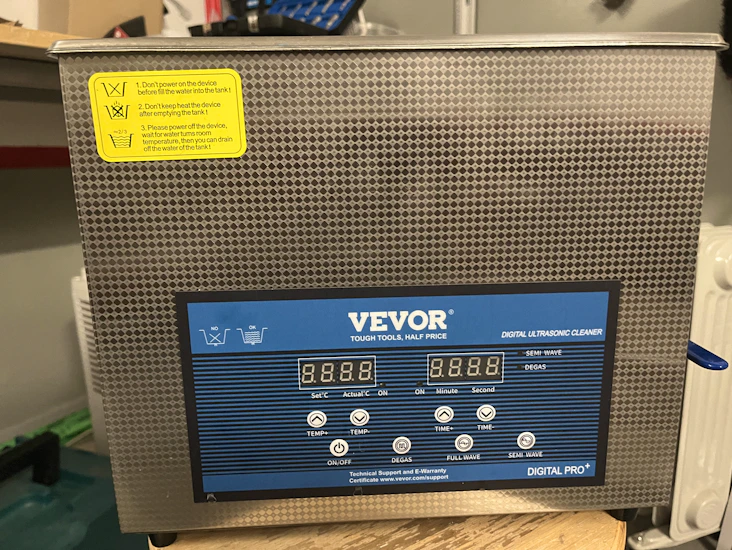 1. Don't power on the device
before fill the water into the tank!
2. Don't keep heat the device
after emptying the tank!
≈2/3
3. Please power off the device,
wait for water turns room
temperature, then you can drain
off the water of the tank!
NO
OK
VEVOR®
TOUGH TOOLS, HALF PRICE
DIGITAL ULTRASONIC CLEANER
8.8.8.8
8.8.8.8
SEMI WAVE
DEGAS
Set°C Actual°C ON
ON Minute Second
TEMP+ TEMP- TIME+ TIME-
ON/OFF DEGAS FULL WAVE SEMI WAVE
Technical Support and E-Warranty
Certificate www.vevor.com/support
DIGITAL PRO+